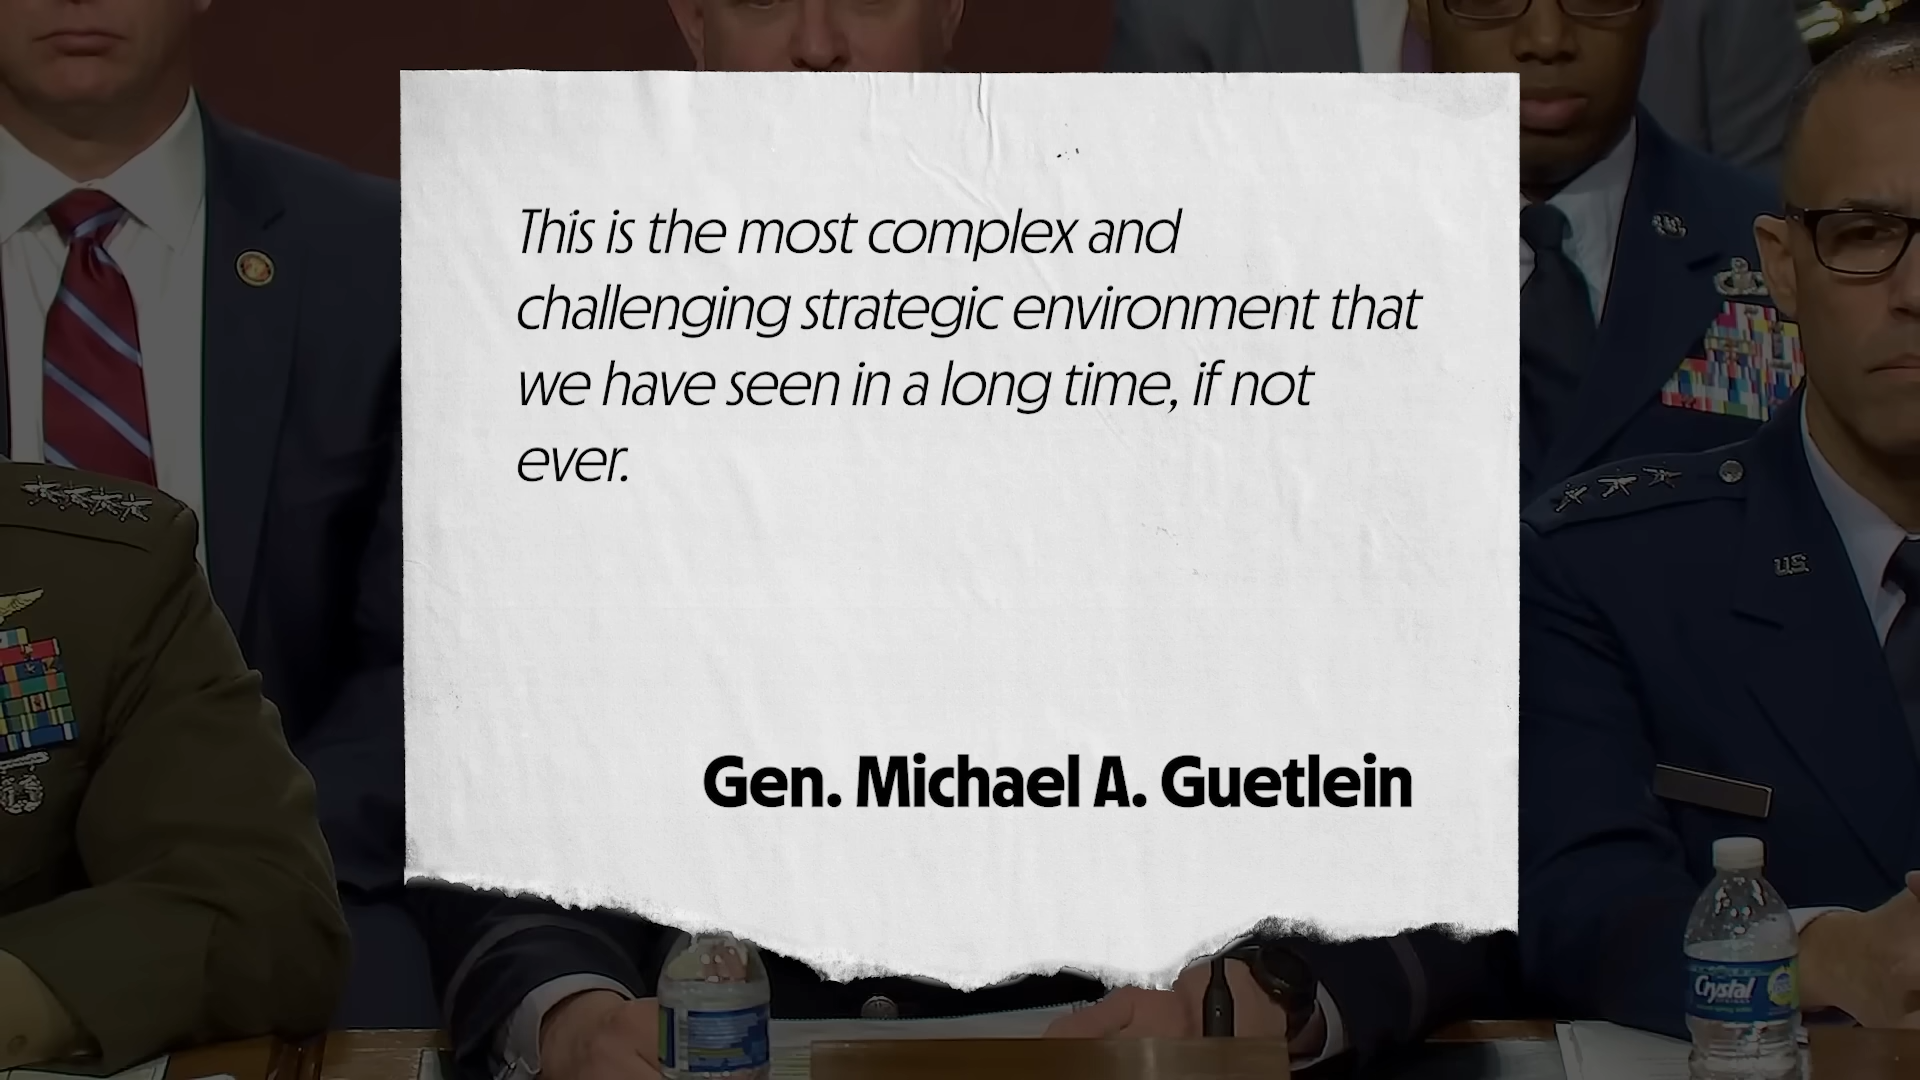 This is the most complex and
challenging strategic environment that
we have seen in a long time, if not
ever.
Gen. Michael A. Guetlein
U.S.
Crystal